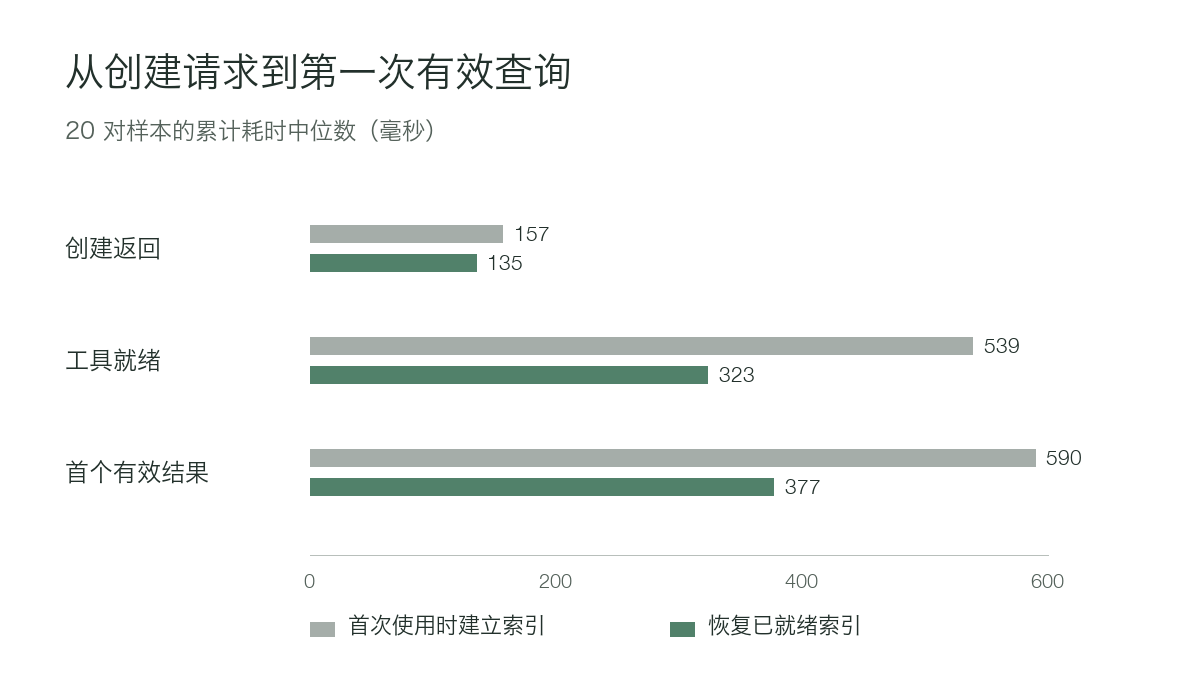 从创建请求到第一次有效查询
20 对样本的累计耗时中位数（毫秒）
创建返回
157
135
工具就绪
539
323
首个有效结果
590
377
0 200 400 600
首次使用时建立索引 恢复已就绪索引